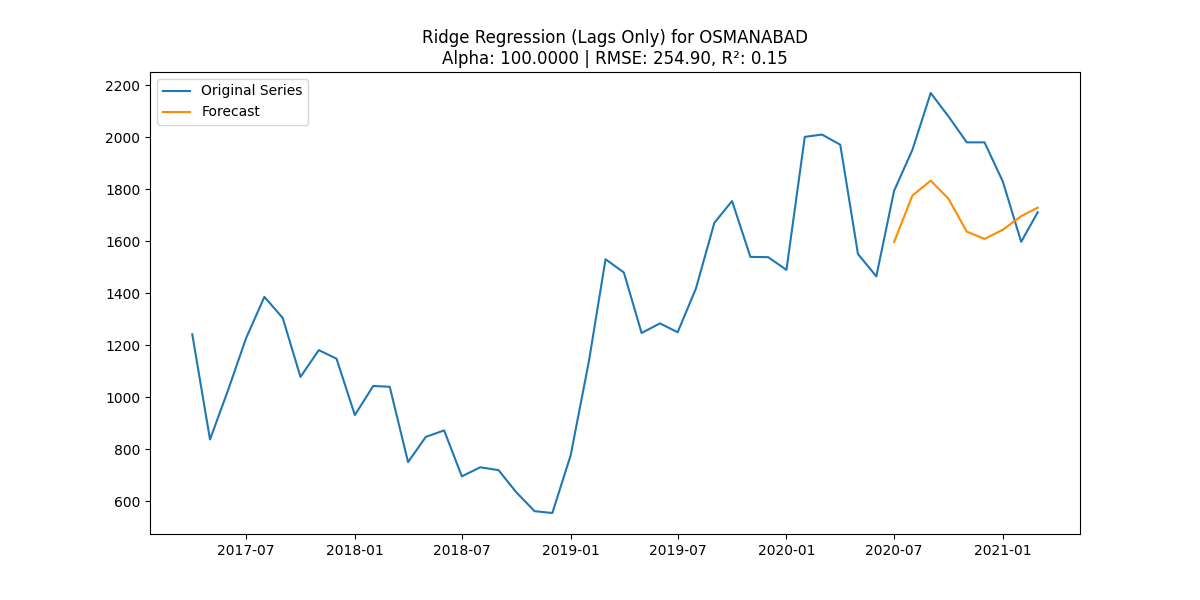 Ridge Regression (Lags Only) for OSMANABAD
Alpha: 100.0000 | RMSE: 254.90, R²: 0.15
Original Series
Forecast
2200
2000
1800
1600
1400
1200
1000
800
600
2017-07 2018-01 2018-07 2019-01 2019-07 2020-01 2020-07 2021-01